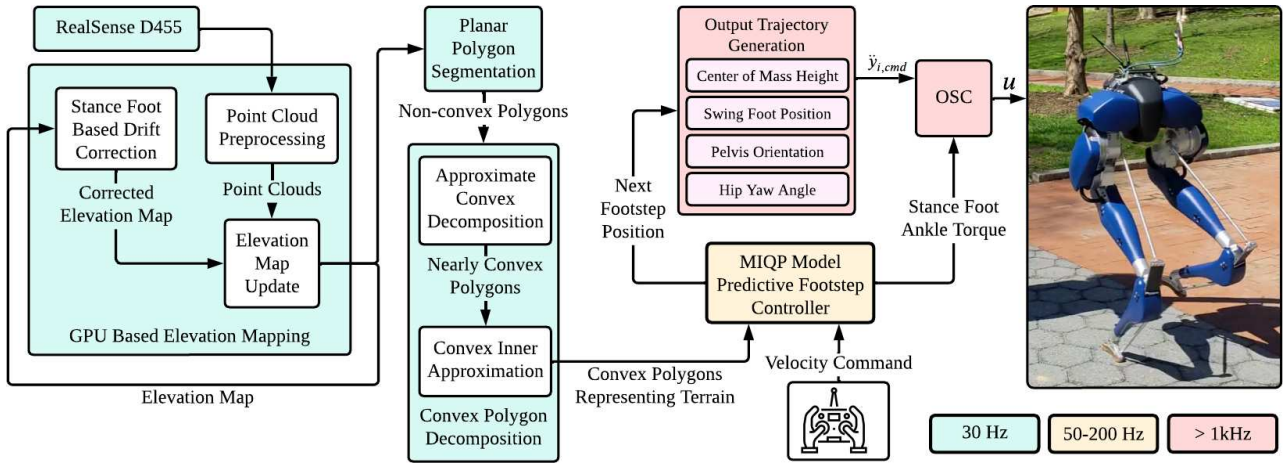 RealSense D455
Stance Foot
Based Drift
Correction
Point Cloud
Preprocessing
Corrected
Elevation Map
Point Clouds
Elevation
Map
Update
GPU Based Elevation Mapping
Elevation Map
Planar
Polygon
Segmentation
Non-convex Polygons
Approximate
Convex
Decomposition
Nearly Convex
Polygons
Convex Inner
Approximation
Convex Polygon
Decomposition
Convex Polygons
Representing Terrain
Next
Footstep
Position
Output Trajectory
Generation
Center of Mass Height
Swing Foot Position
Pelvis Orientation
Hip Yaw Angle
MIQP Model
Predictive Footstep
Controller
Velocity Command
ÿ_{i,cmd}
OSC
u
Stance Foot
Ankle Torque
30 Hz
50-200 Hz
> 1kHz